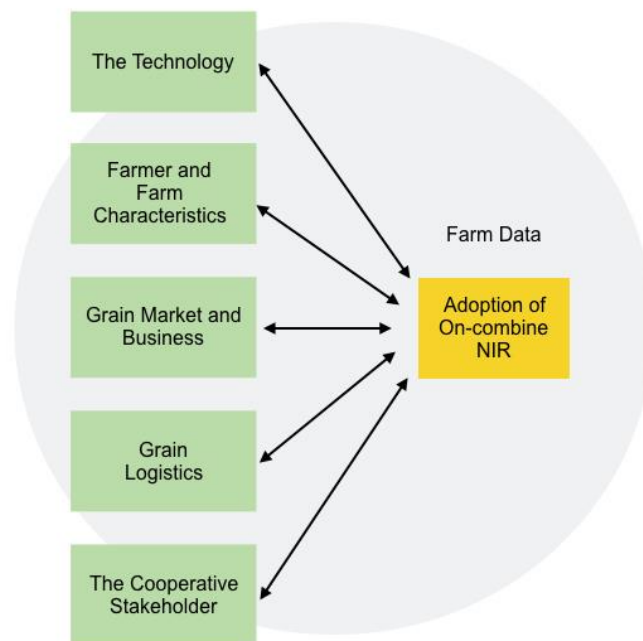 The Technology
Farmer and
Farm
Characteristics
Farm Data
Grain Market and
Business
Adoption of
On-combine
NIR
Grain
Logistics
The Cooperative
Stakeholder